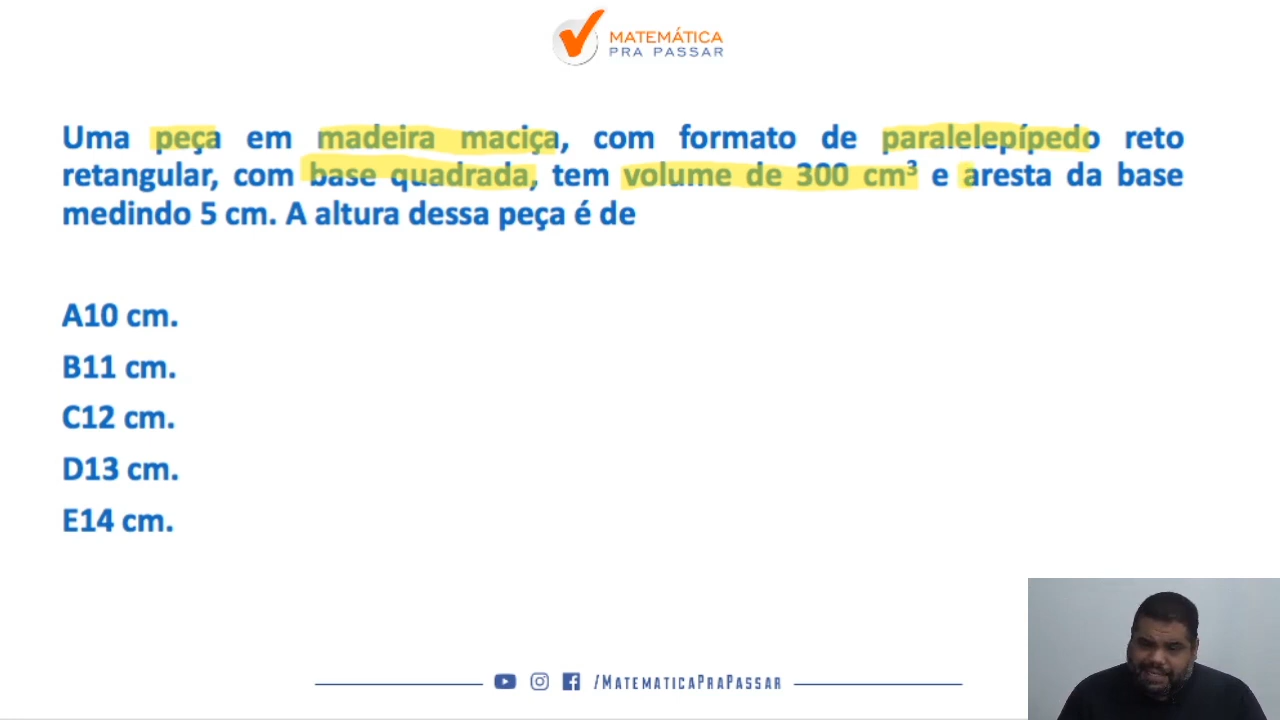 MATEMÁTICA
PRA PASSAR
Uma peça em madeira maciça, com formato de paralelepípedo reto
retangular, com base quadrada, tem volume de 300 cm³ e aresta da base
medindo 5 cm. A altura dessa peça é de
A10 cm.
B11 cm.
C12 cm.
D13 cm.
E14 cm.
/MATEMATICAPRAPASSAR